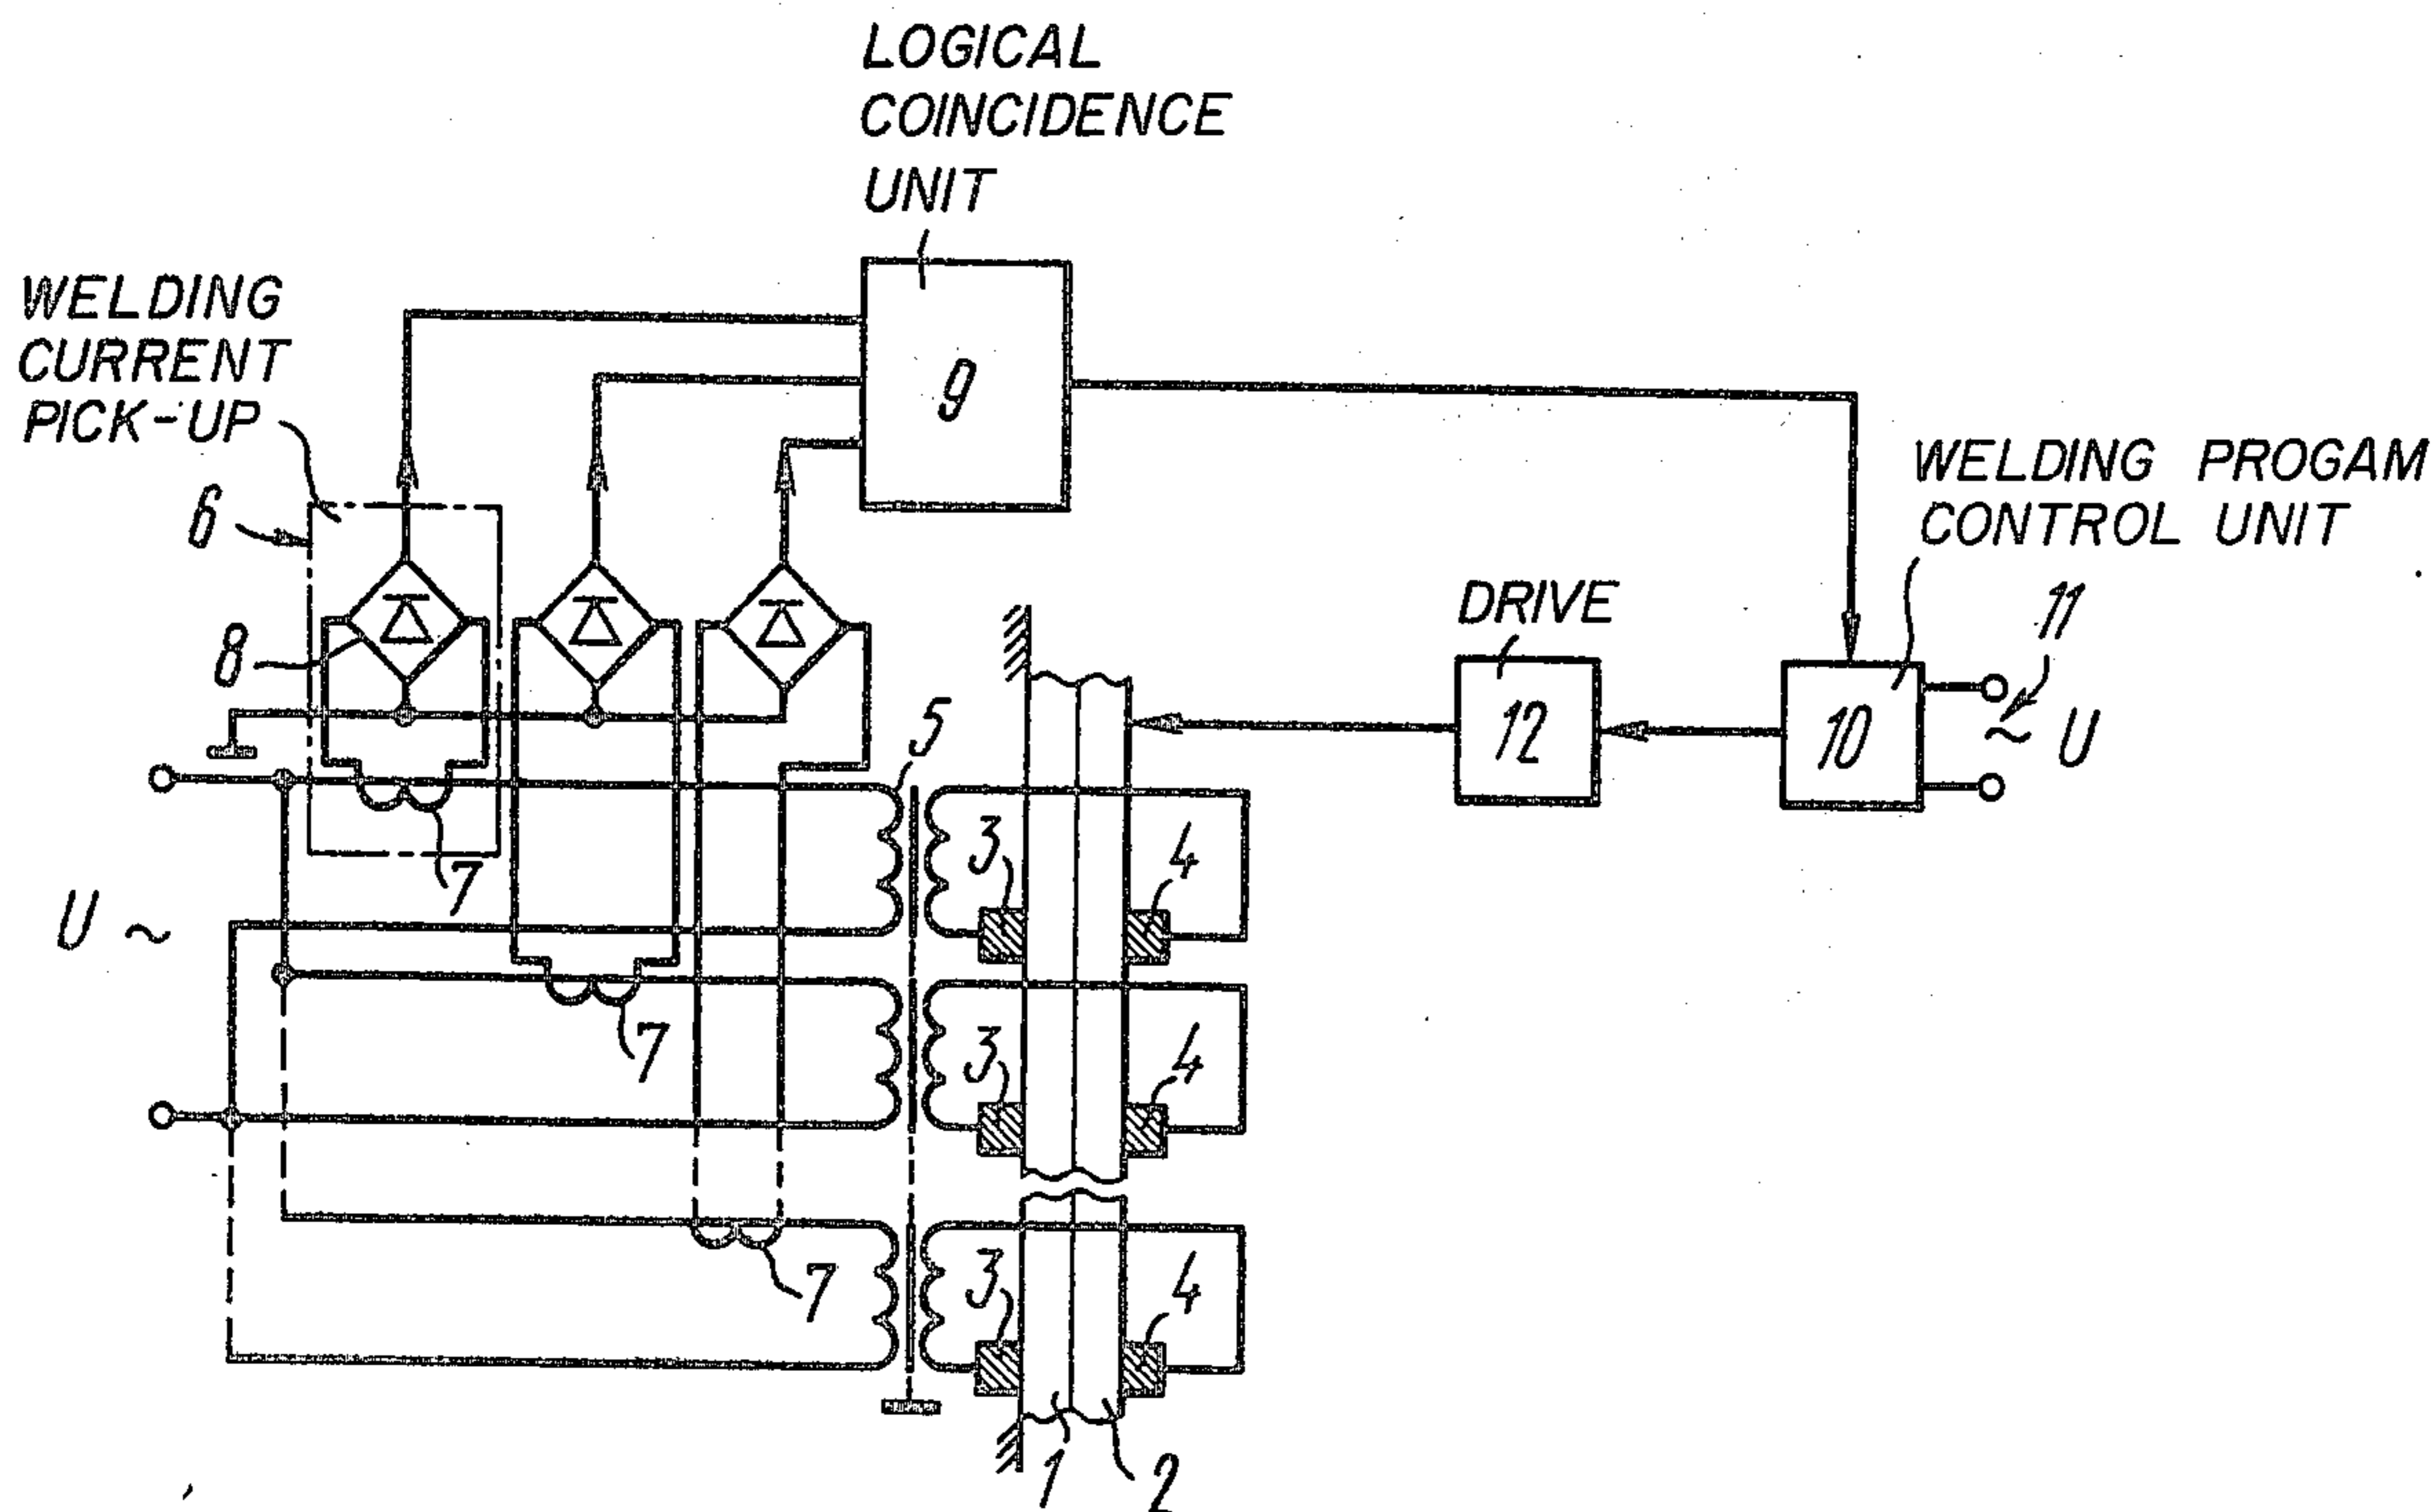 LOGICAL
COINCIDENCE
UNIT
WELDING
CURRENT
PICK-UP
9
WELDING PROGAM
CONTROL UNIT
6
DRIVE
11
8
12
10
~ U
5
3
4
7
U ~
7
3
4
7
3
4
1
2